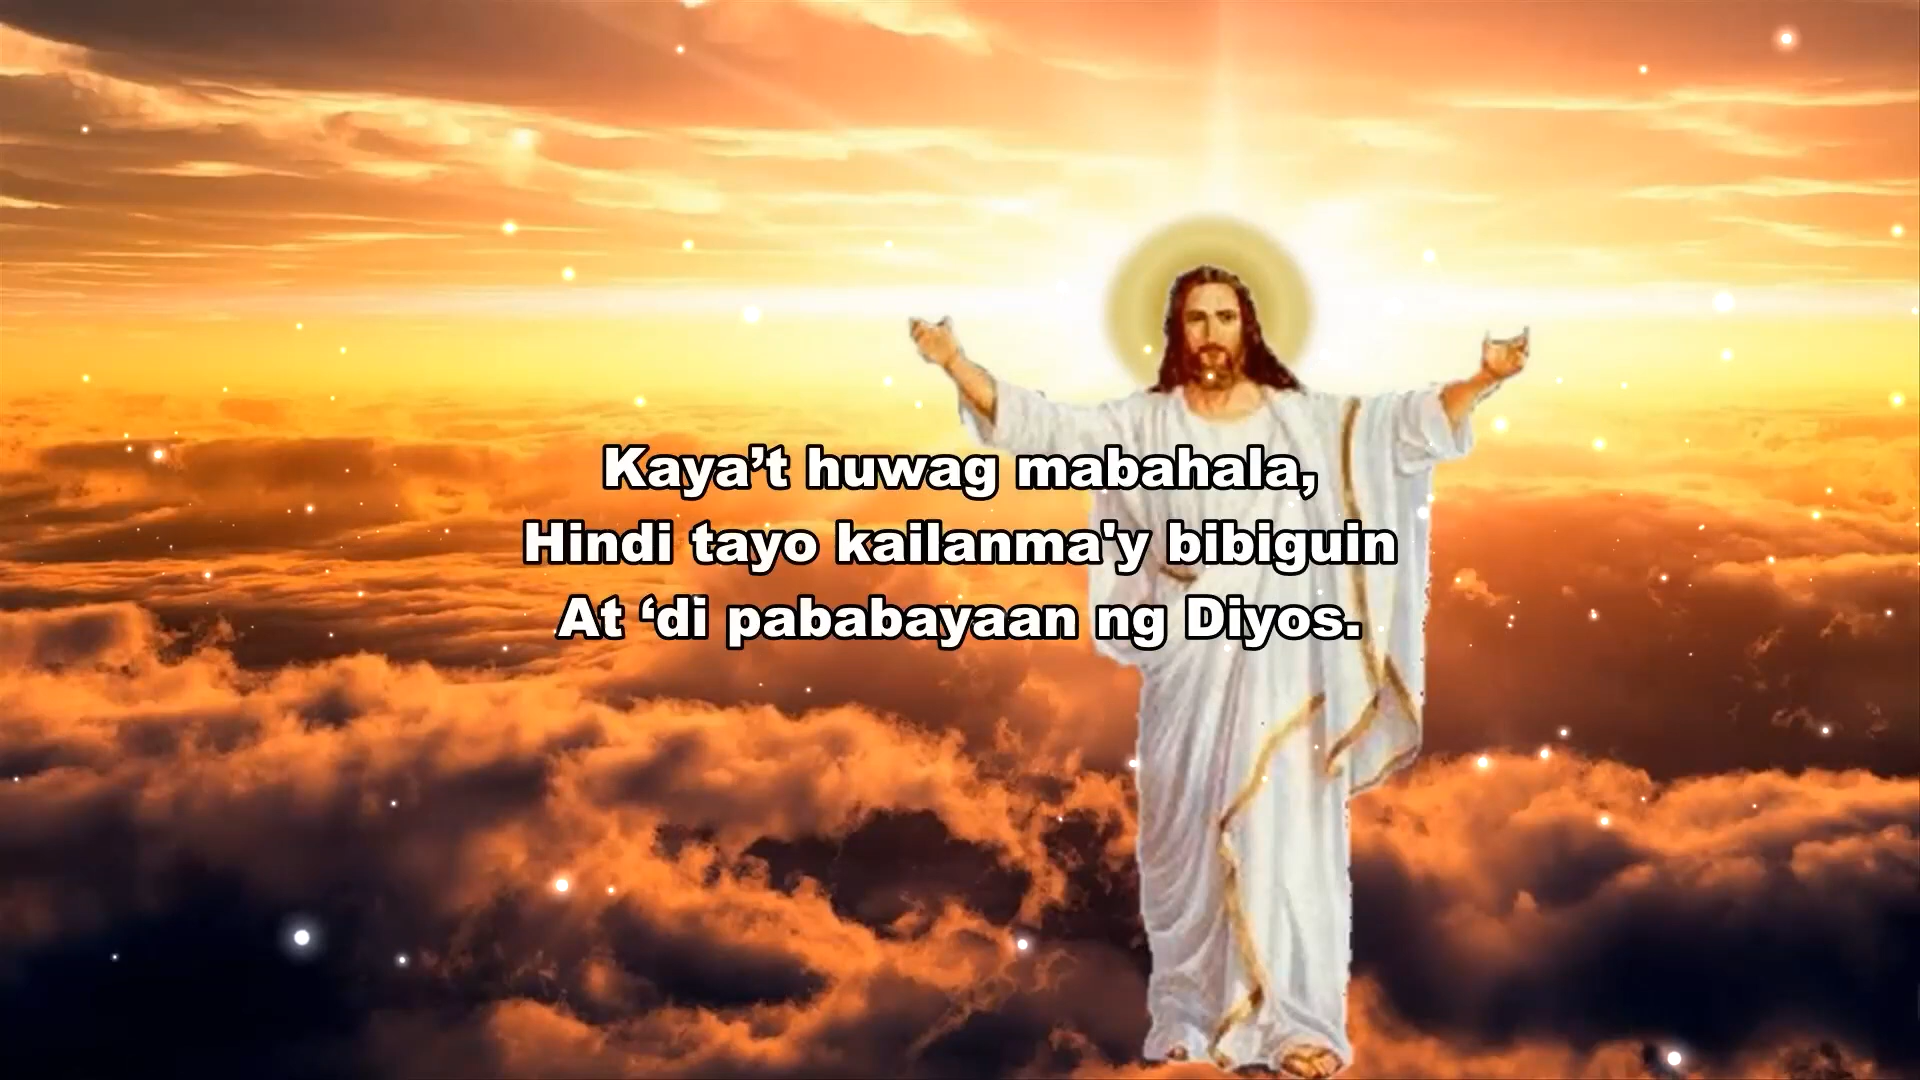 Kaya’t huwag mabahala,
Hindi tayo kailanma'y bibiguin
At ‘di pababayaan ng Diyos.